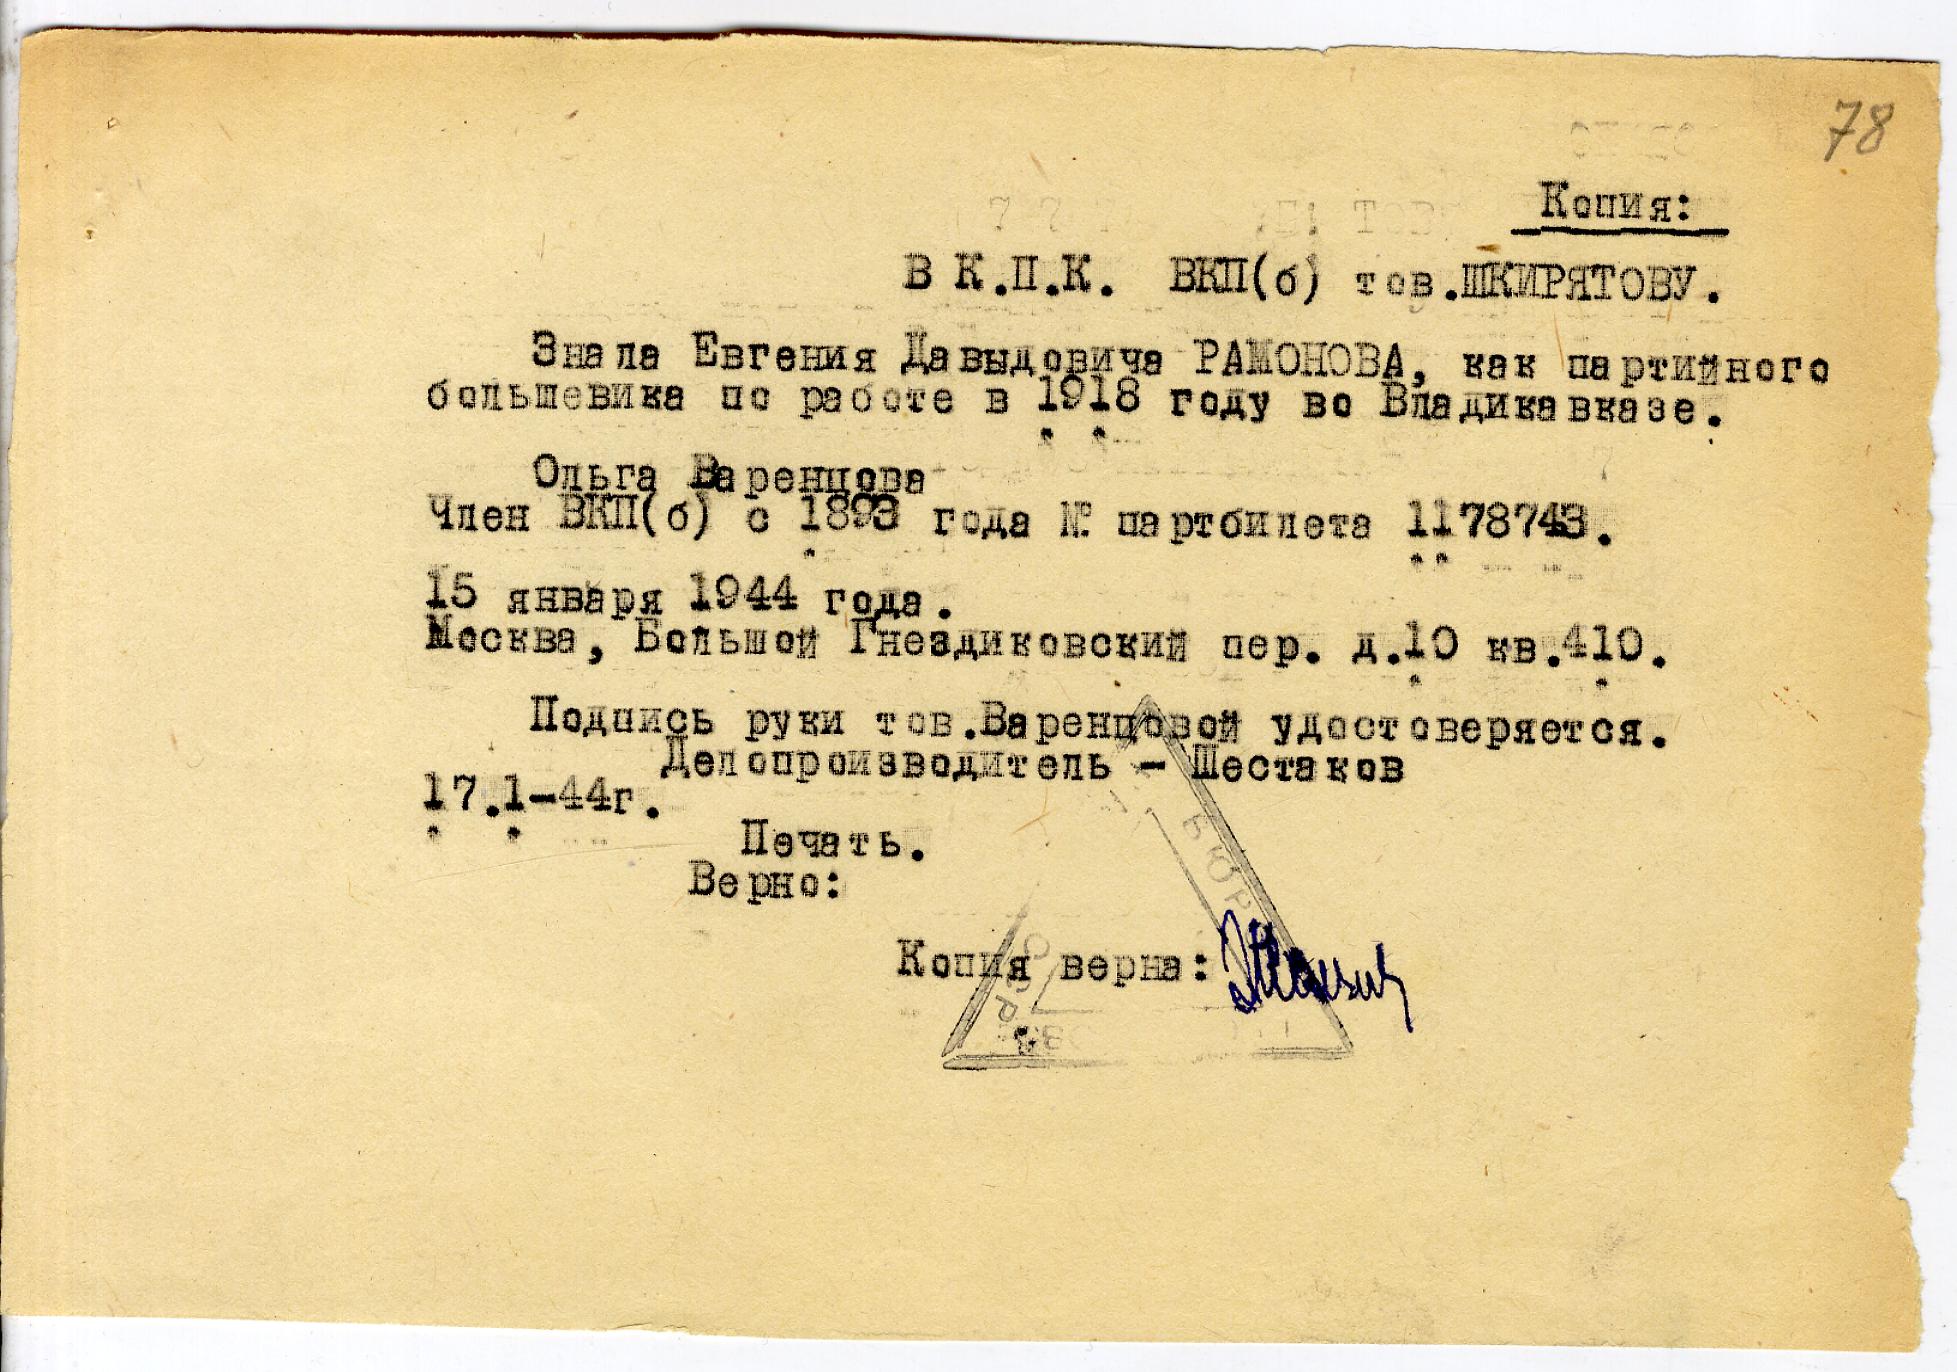 78
Копия:
В К.П.К. ВКП(б) тов.ШКИРЯТОВУ.
Знала Евгения Давыдовича РАМОНОВА, как партийного
большевика по работе в 1918 году во Владикавказе.
Ольга Варенцова
Член ВКП(б) с 1893 года № партбилета 1178743.
15 января 1944 года.
Москва, Большой Гнездиковский пер. д.10 кв.410.
Подпись руки тов.Варенцовой удостоверяется.
Делопроизводитель - Шестаков
17.1-44г.
Печать.
Верно:
Копия верна: